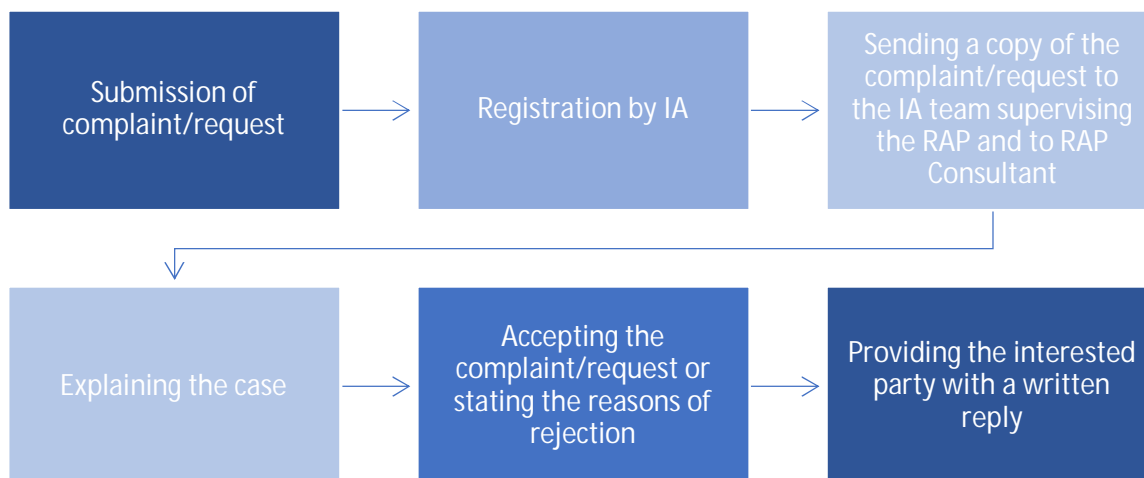 Submission of
complaint/request
Registration by IA
Sending a copy of the
complaint/request to
the IA team supervising
the RAP and to RAP
Consultant
Explaining the case
Accepting the
complaint/request or
stating the reasons of
rejection
Providing the interested
party with a written
reply